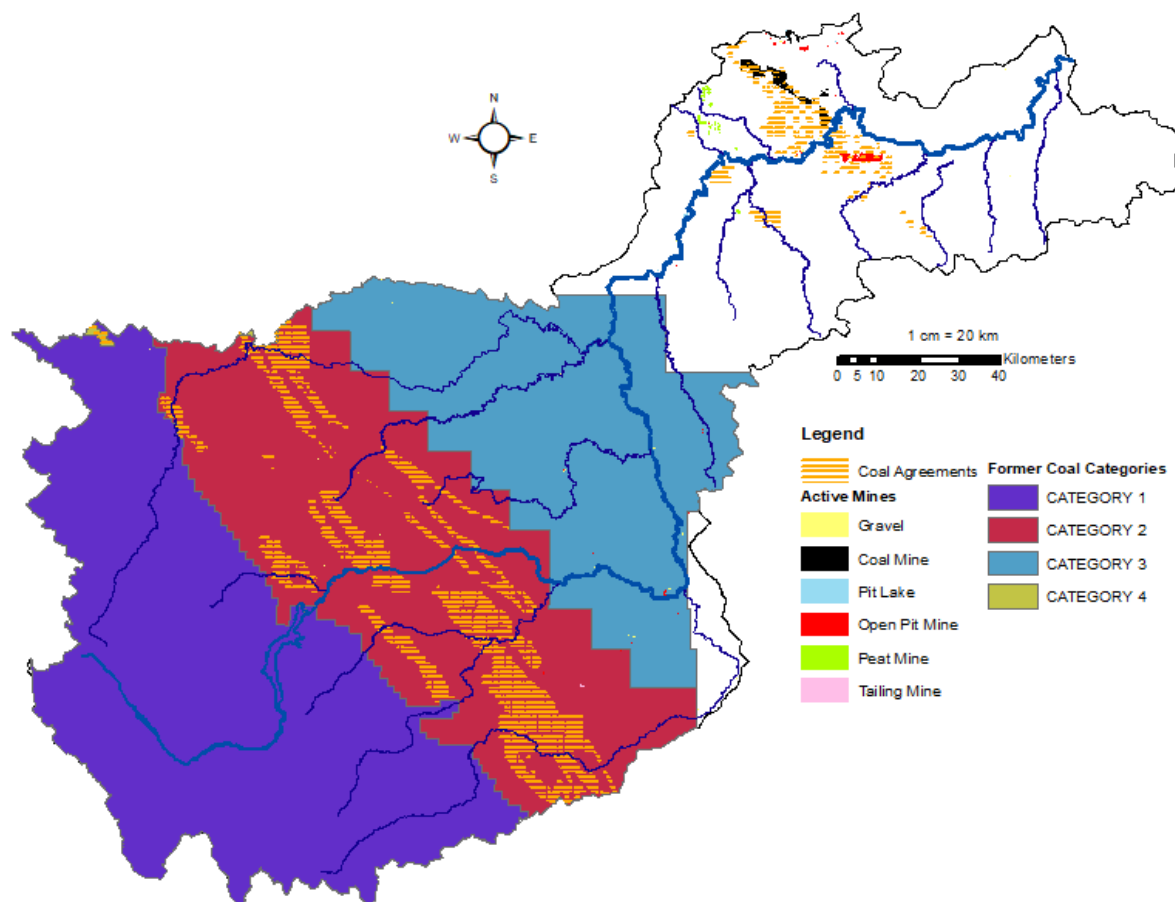 N
W E
S
1 cm = 20 km
Kilometers
0 5 10 20 30 40
Legend
Coal Agreements
Active Mines
Gravel
Coal Mine
Pit Lake
Open Pit Mine
Peat Mine
Tailing Mine
Former Coal Categories
CATEGORY 1
CATEGORY 2
CATEGORY 3
CATEGORY 4